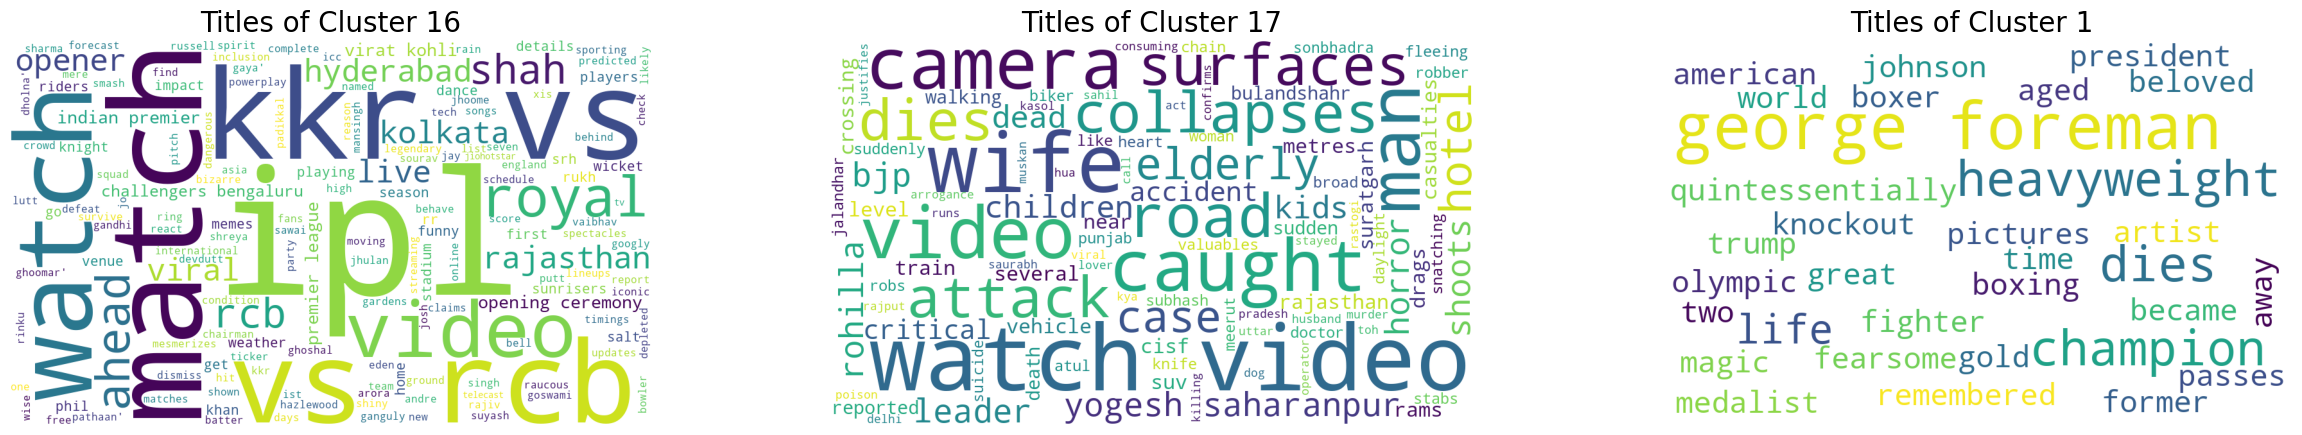 Titles of Cluster 16
sharma forecast russell spirit complete icc virat kohli rain details sporting
opener mere find inclusion gaya' hyderabad shah predicted players likely
dholna' riders smash impact powerplay named dance xis check
watch match kkr vs
indian premier dangerous padikkal reason mansingh tech jhoome songs
crowd knight pitch kolkata behind
legendary list seven
sourav jay jiohotstar
squad asia bizarre playing live srh england wicket
challengers bengaluru high season rukh schedule
lutt go defeat survive joe royal tv
gandhi ring react memes fans sawai behave score vaibhav
ahead shreya international premier league party ipl moving jhulan rr funny first spectacles
ghoomar' venue devdutt stadium streaming online rajasthan googly
viral putt lineups report
condition rcb gardens sunrisers iconic
rinku chairman video josh claims opening ceremony timings
mesmerizes weather salt depleted
get ticker ghoshal bell updates
one dismiss hit kkr vs rcb eden
phil shown team home ground singh raucous
wise matches ist arora telecast goswami bowler
free pathaan' khan hazlewood shiny andre rajiv
batter days ganguly new suyash
Titles of Cluster 17
justifies camera consuming chain surfaces sonbhadra fleeing
crossing walking biker sahil confirms bulandshahr robber
dies dead kasol act collapses casualties
suddenly like heart woman metres man hotel
wife muskan hua call elderly
jalandhar bjp arrogance accident broad suratgarh
level runs children road kids
near sudden
video punjab valuables stayed rastogi daylight horror snatching
rohilla train saurabh viral caught
several lover drags shoots
robs attack
rajput kya subhash rajasthan
critical vehicle case meerut pradesh husband murder
cisf uttar doctor toh
watch video
suicide death atul knife dog operator
suv stabs
poison reported leader yogesh saharanpur rams
delhi killing
Titles of Cluster 1
american johnson president
world boxer aged beloved
george foreman
quintessentially heavyweight
knockout pictures artist
trump time dies
olympic great boxing away
two life fighter became
magic fearsome gold champion
medalist remembered former passes